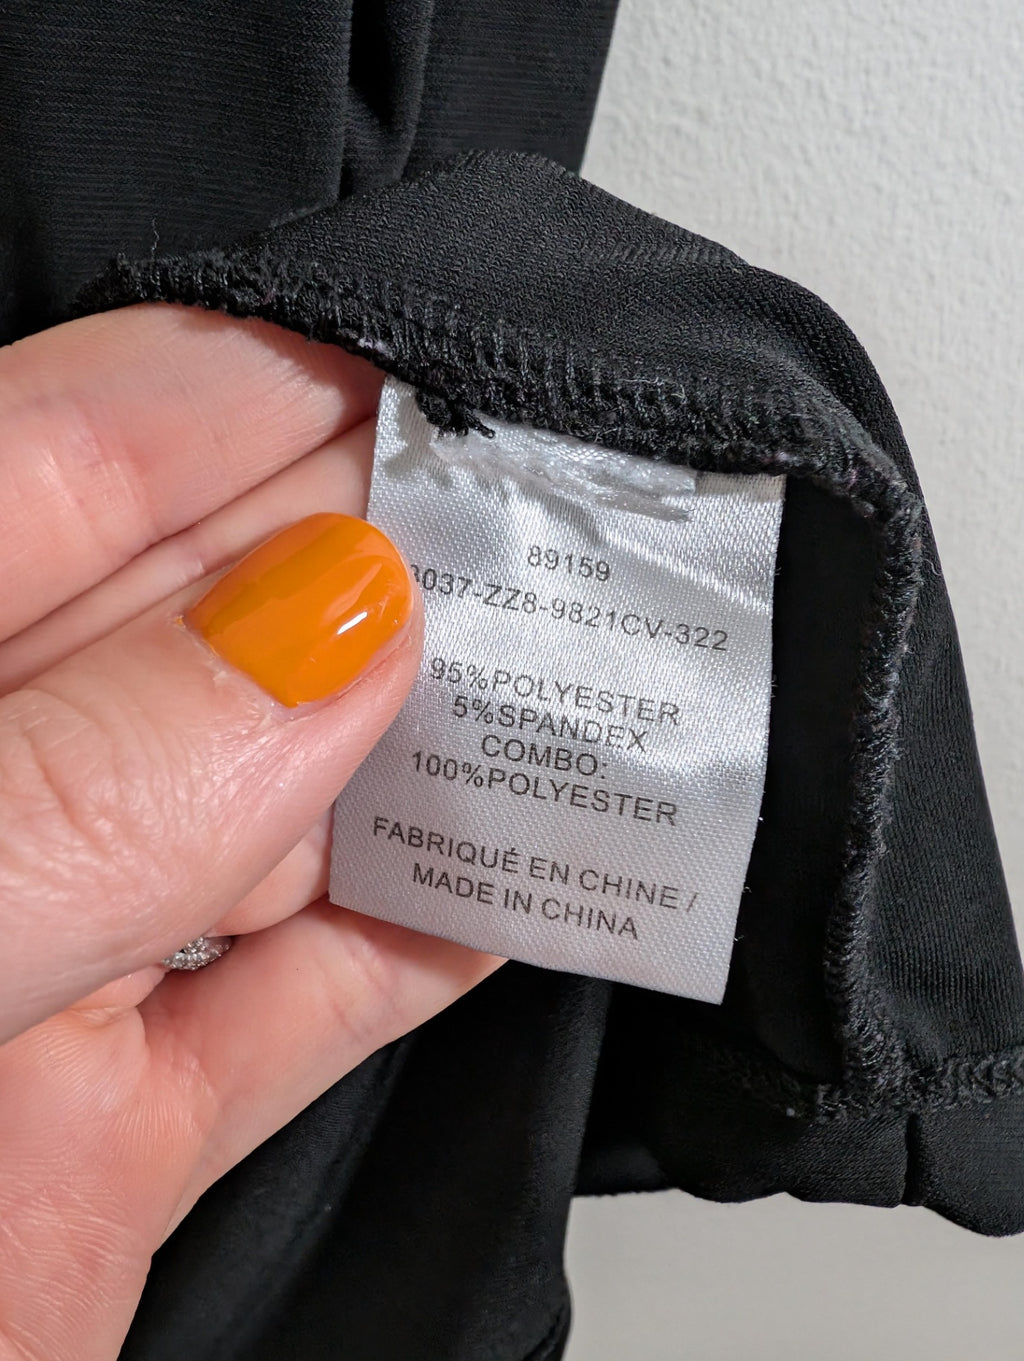 89159
037-ZZ8-9821CV-322
95%POLYESTER
5%SPANDEX
COMBO:
100%POLYESTER
FABRIQUÉ EN CHINE /
MADE IN CHINA